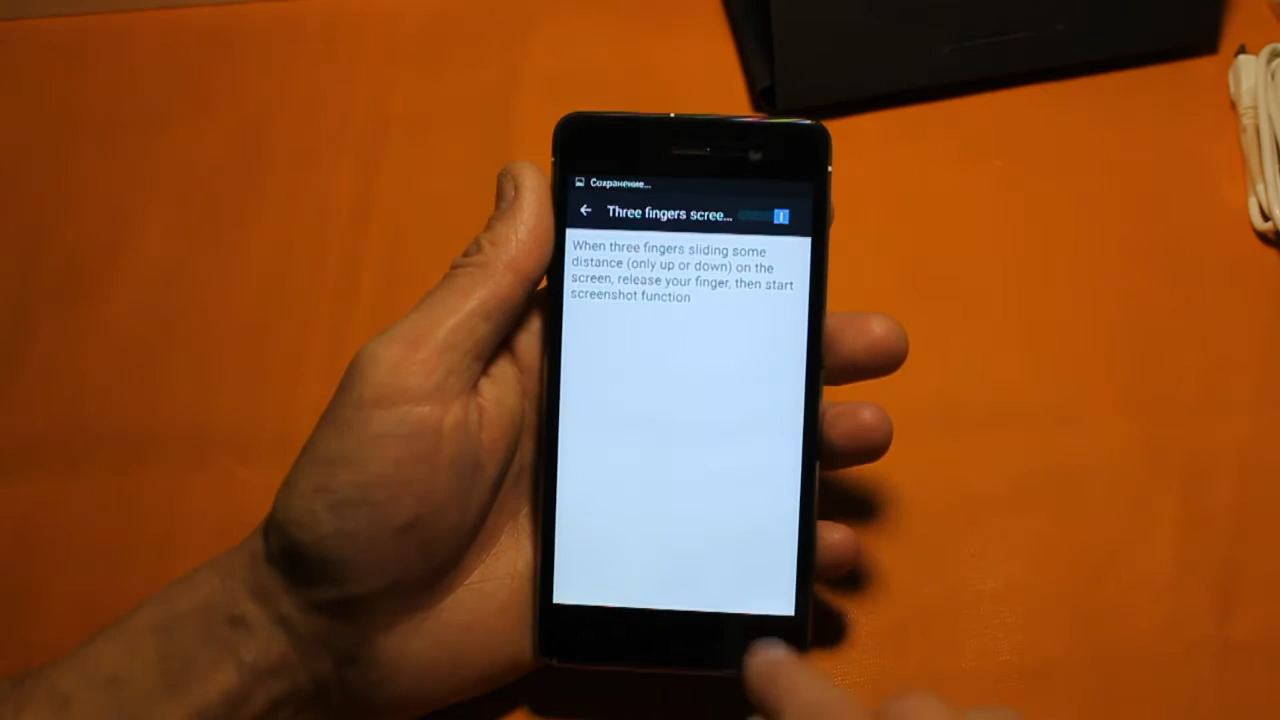 Сохранение...
Three fingers scree...
When three fingers sliding some
distance (only up or down) on the
screen, release your finger, then start
screenshot function